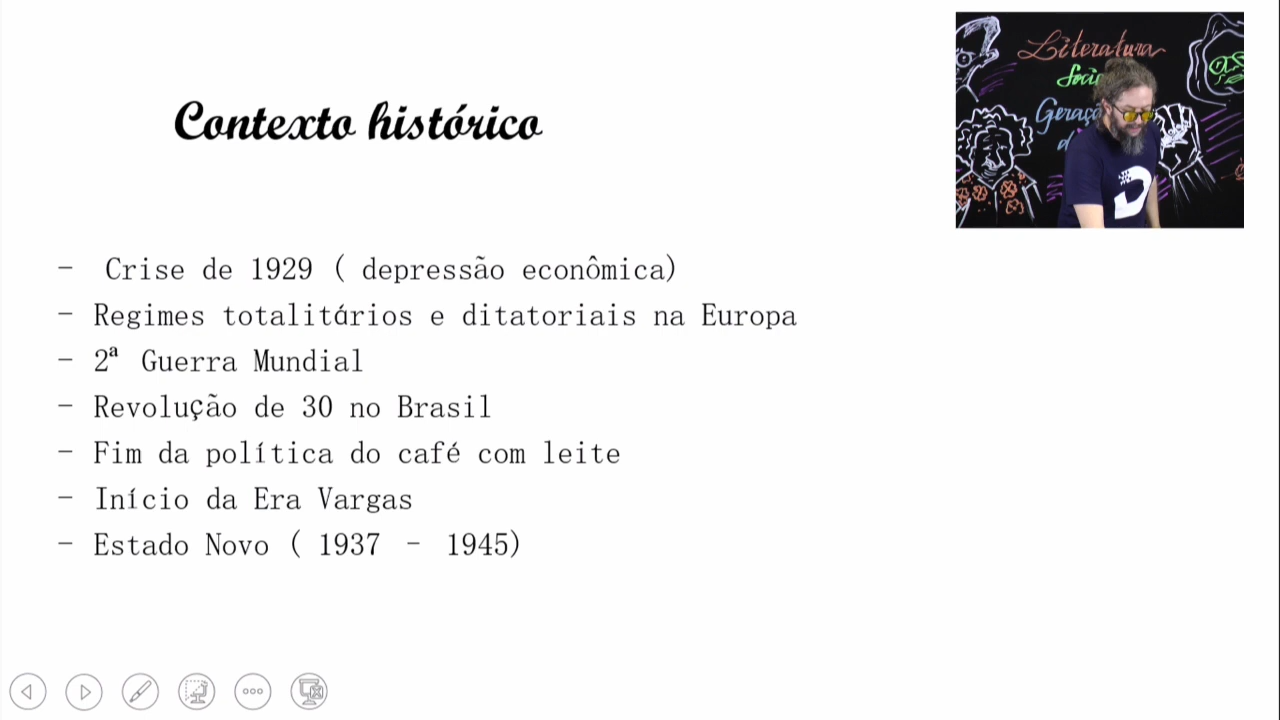 Contexto histórico
Literatura
Geraçã
- Crise de 1929 ( depressão econômica)
- Regimes totalitários e ditatoriais na Europa
- 2ª Guerra Mundial
- Revolução de 30 no Brasil
- Fim da política do café com leite
- Início da Era Vargas
- Estado Novo ( 1937 - 1945)